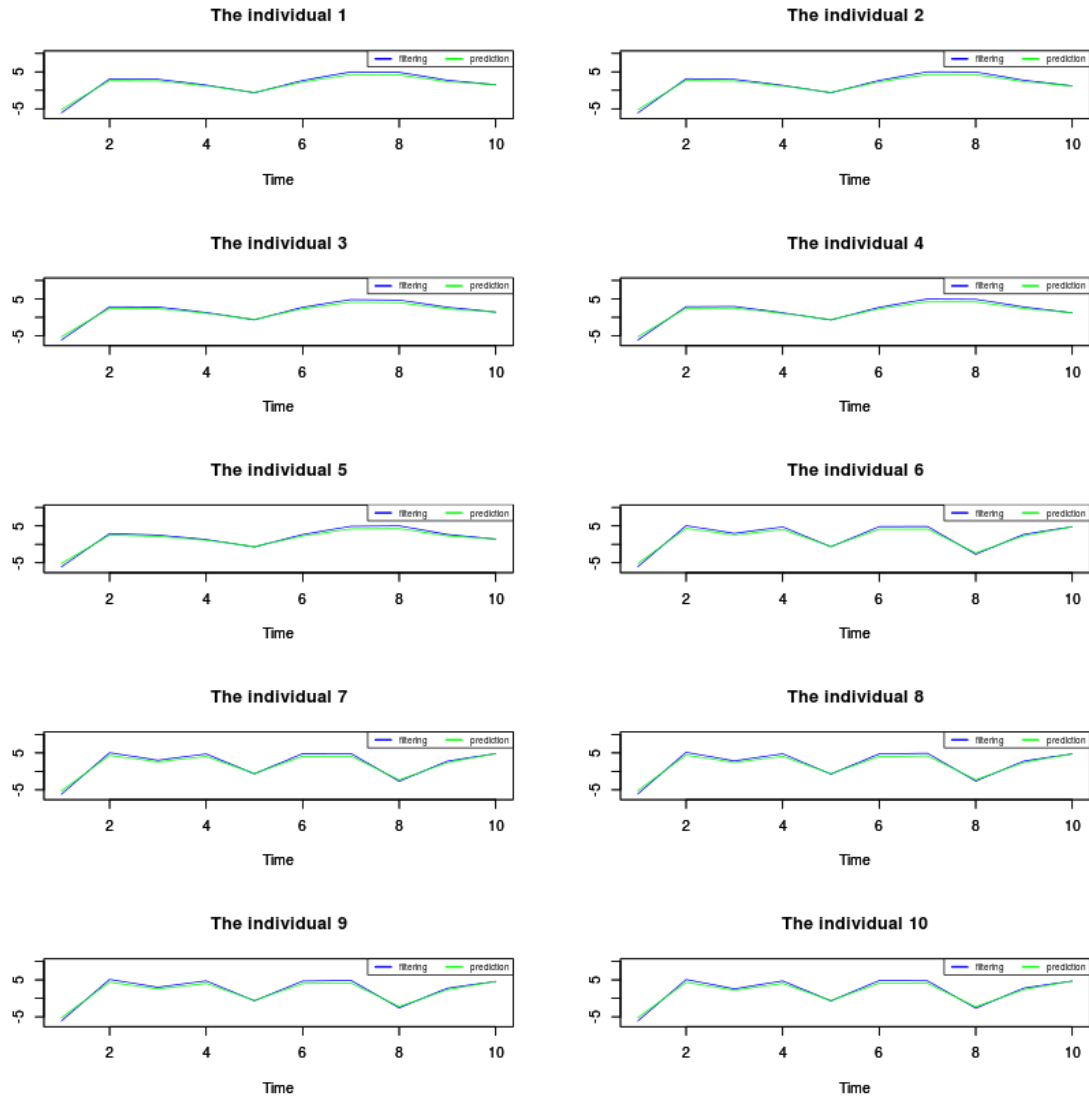 The individual 1
filtering prediction
5
-5
2 4 6 8 10
Time
The individual 2
filtering prediction
5
-5
2 4 6 8 10
Time
The individual 3
filtering prediction
5
-5
2 4 6 8 10
Time
The individual 4
filtering prediction
5
-5
2 4 6 8 10
Time
The individual 5
filtering prediction
5
-5
2 4 6 8 10
Time
The individual 6
filtering prediction
5
-5
2 4 6 8 10
Time
The individual 7
filtering prediction
5
-5
2 4 6 8 10
Time
The individual 8
filtering prediction
5
-5
2 4 6 8 10
Time
The individual 9
filtering prediction
5
-5
2 4 6 8 10
Time
The individual 10
filtering prediction
5
-5
2 4 6 8 10
Time